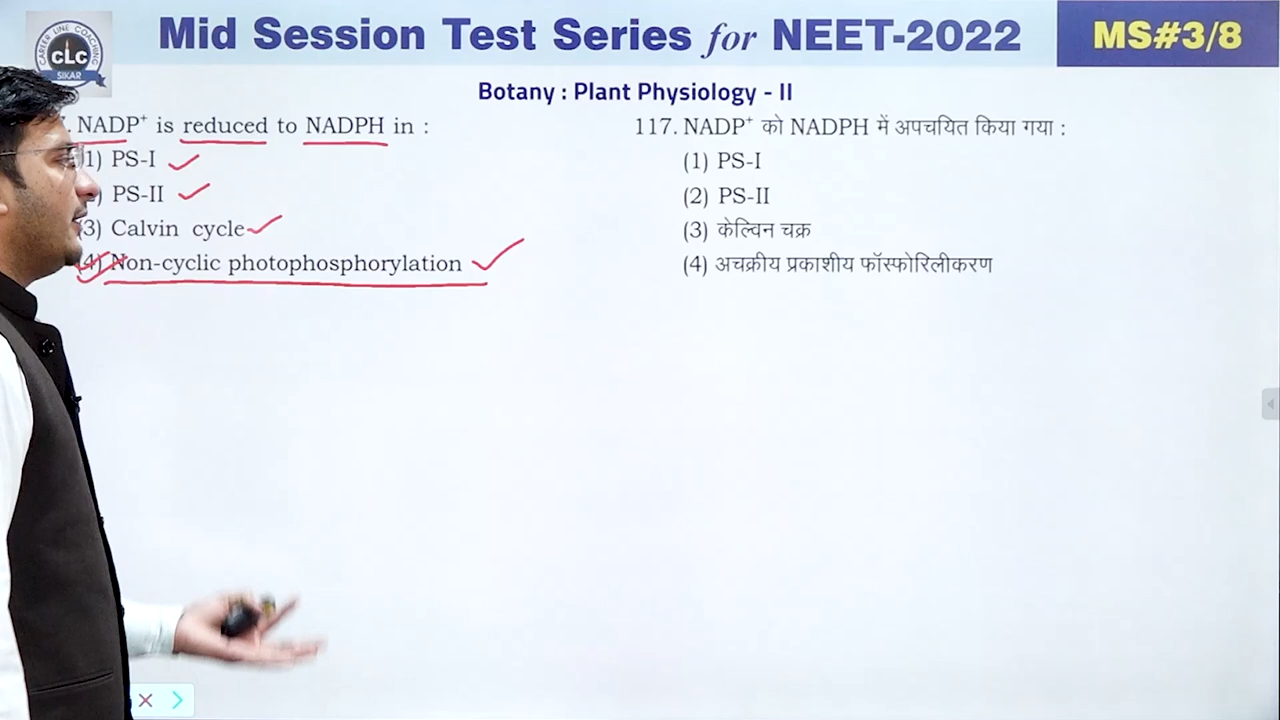 Mid Session Test Series for NEET-2022
MS#3/8
CAREER LINE COACHING
CLC
SIKAR
Botany : Plant Physiology - II
NADP⁺ is reduced to NADPH in :
1) PS-I
) PS-II
(3) Calvin cycle
(4) Non-cyclic photophosphorylation
117. NADP⁺ को NADPH में अपचयित किया गया :
(1) PS-I
(2) PS-II
(3) केल्विन चक्र
(4) अचक्रीय प्रकाशीय फॉस्फोरिलीकरण